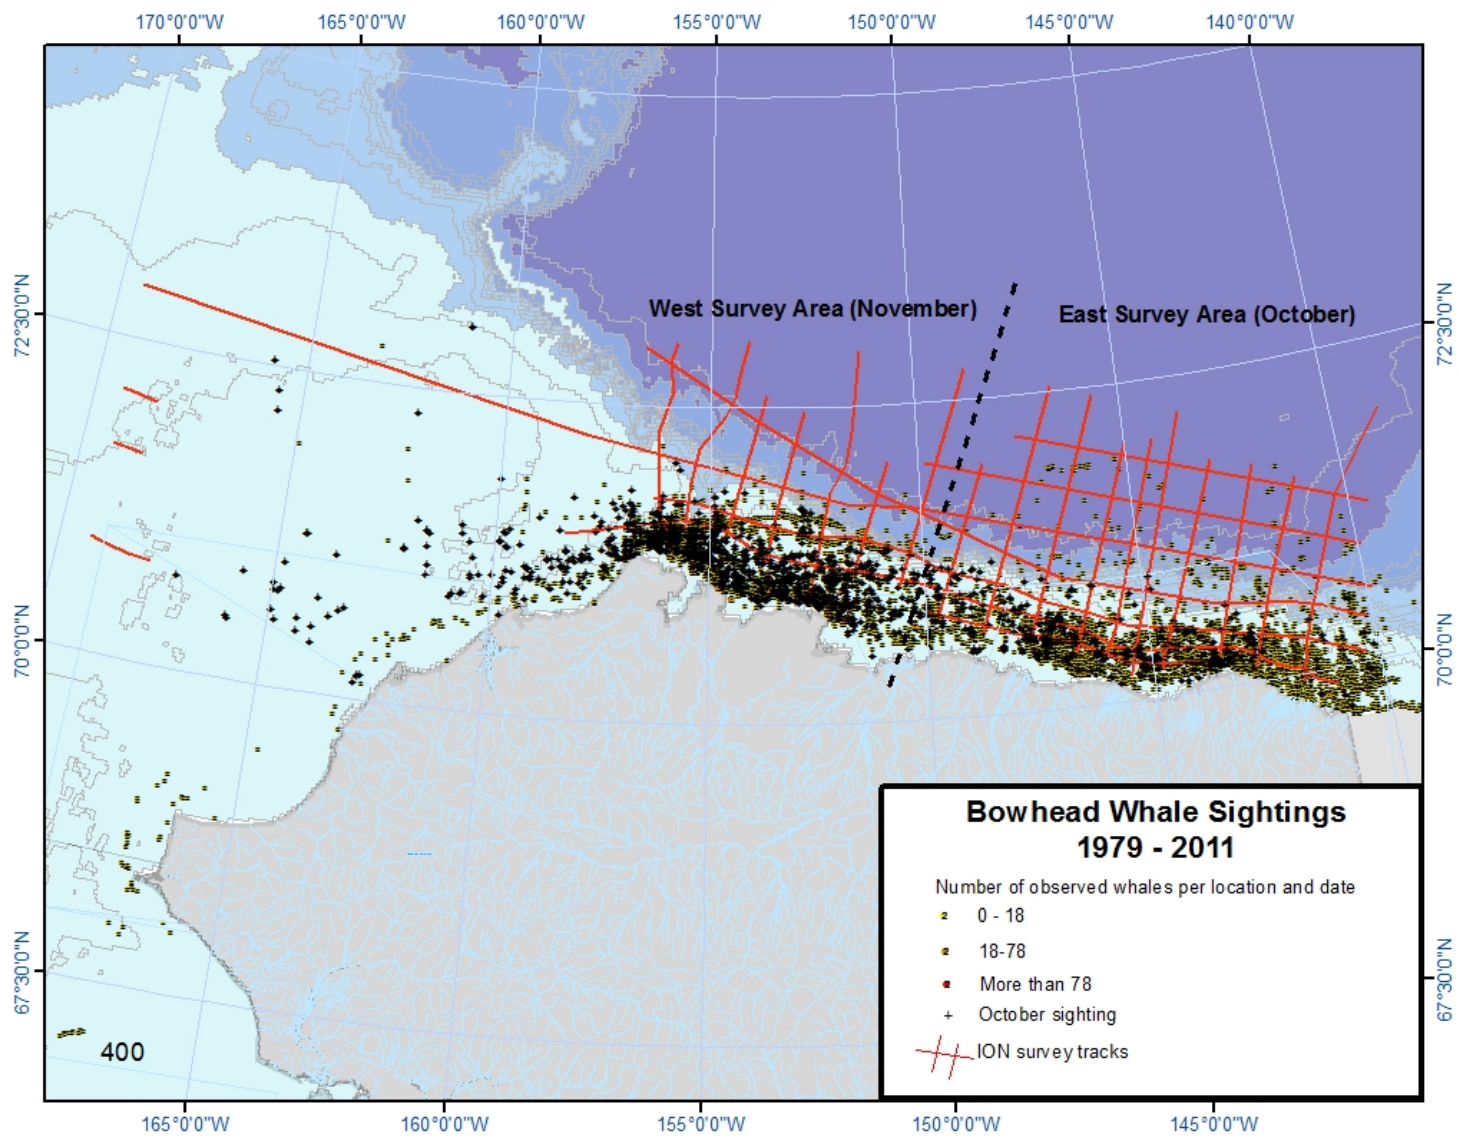 170°0'0"W 165°0'0"W 160°0'0"W 155°0'0"W 150°0'0"W 145°0'0"W 140°0'0"W
72°30'0"N
72°30'0"N
West Survey Area (November)
East Survey Area (October)
70°0'0"N
70°0'0"N
67°30'0"N
67°30'0"N
Bowhead Whale Sightings
1979 - 2011
Number of observed whales per location and date
0 - 18
18-78
More than 78
October sighting
ION survey tracks
400
165°0'0"W 160°0'0"W 155°0'0"W 150°0'0"W 145°0'0"W